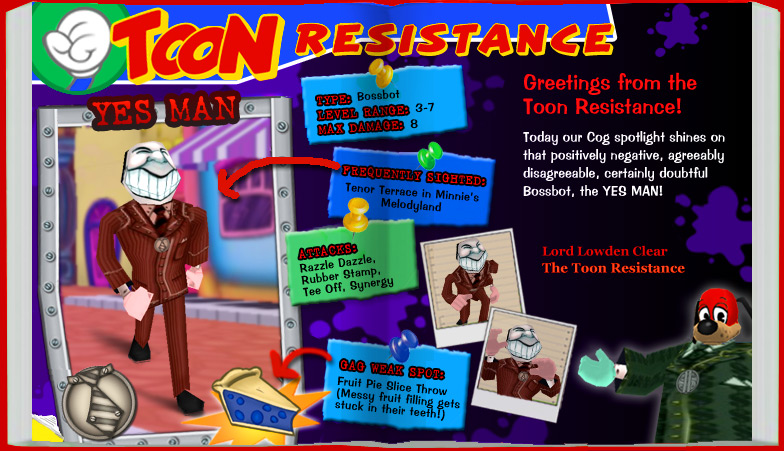 TOON RESISTANCE
YES MAN
TYPE: Bossbot
LEVEL RANGE: 3-7
MAX DAMAGE: 8
FREQUENTLY SIGHTED:
Tenor Terrace in Minnie's
Melodyland
ATTACKS:
Razzle Dazzle,
Rubber Stamp,
Tee Off, Synergy
GAG WEAK SPOT:
Fruit Pie Slice Throw
(Messy fruit filling gets
stuck in their teeth!)
Greetings from the
Toon Resistance!
Today our Cog spotlight shines on
that positively negative, agreeably
disagreeable, certainly doubtful
Bossbot, the YES MAN!
Lord Lowden Clear
The Toon Resistance